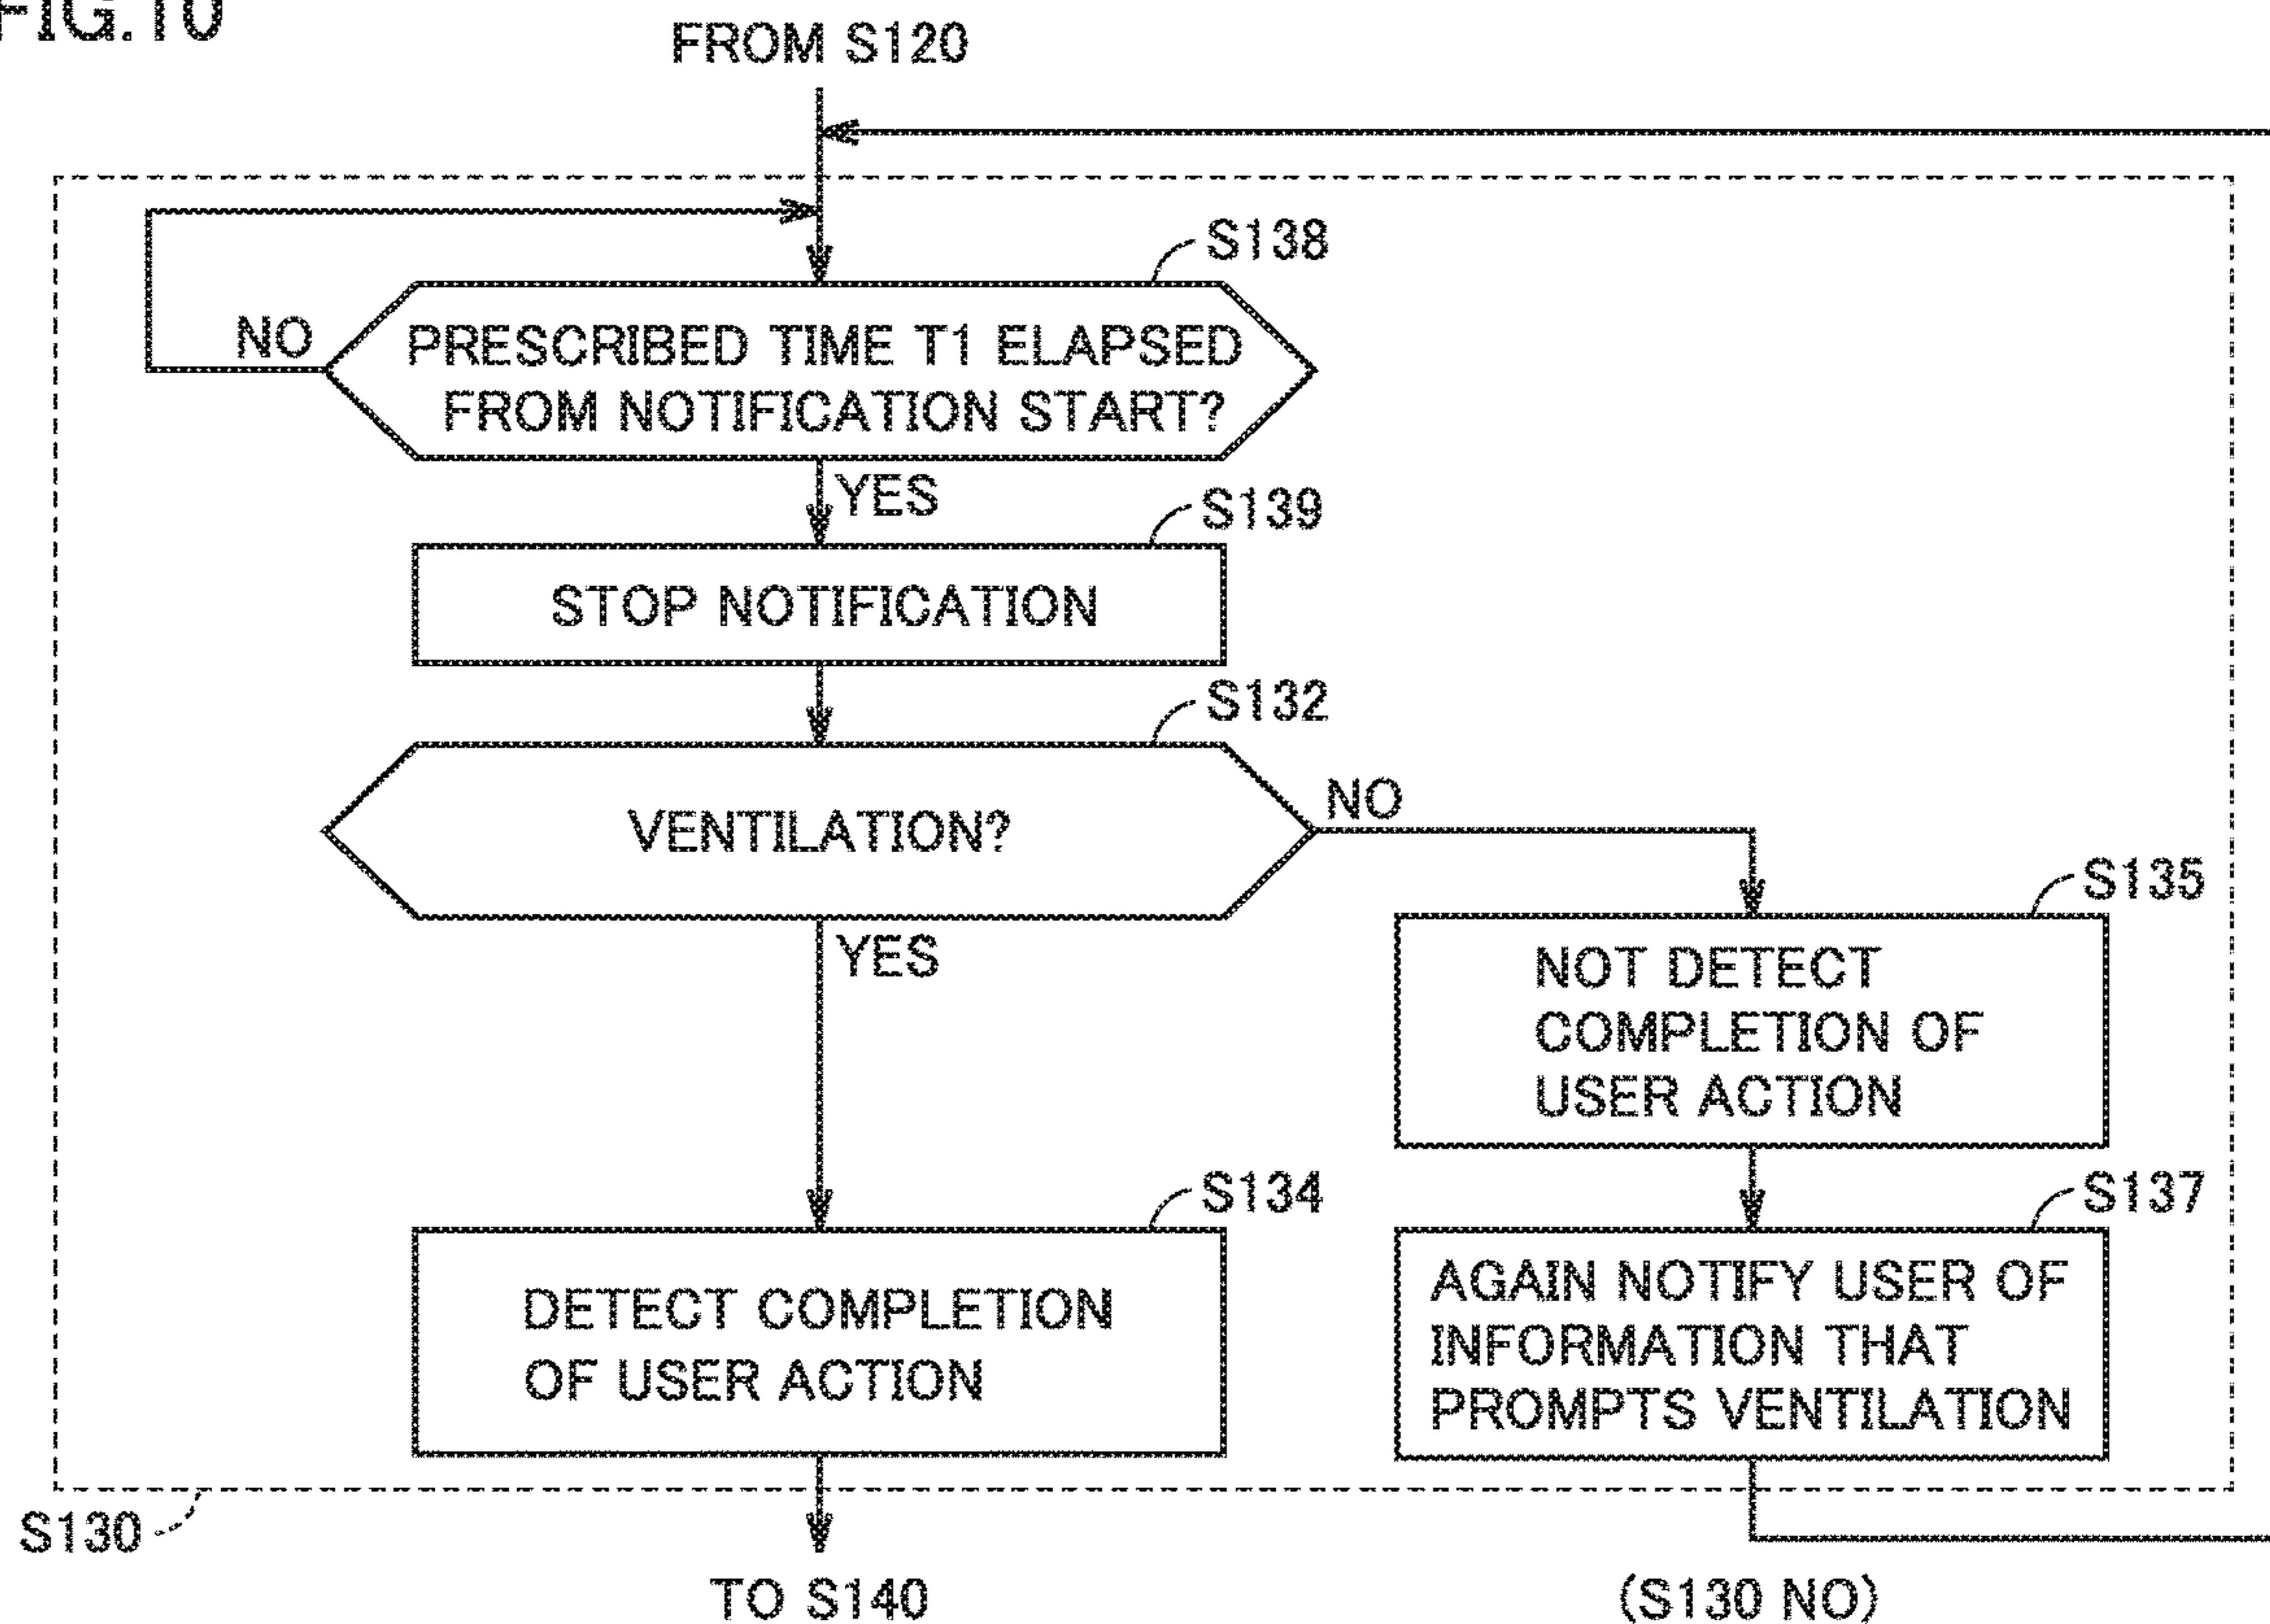 FIG.10
FROM S120
S138
NO
PRESCRIBED TIME T1 ELAPSED
FROM NOTIFICATION START?
YES
S139
STOP NOTIFICATION
S132
VENTILATION?
NO
YES
S135
NOT DETECT
COMPLETION OF
USER ACTION
S134
DETECT COMPLETION
OF USER ACTION
S137
AGAIN NOTIFY USER OF
INFORMATION THAT
PROMPTS VENTILATION
S130
TO S140
(S130 NO)